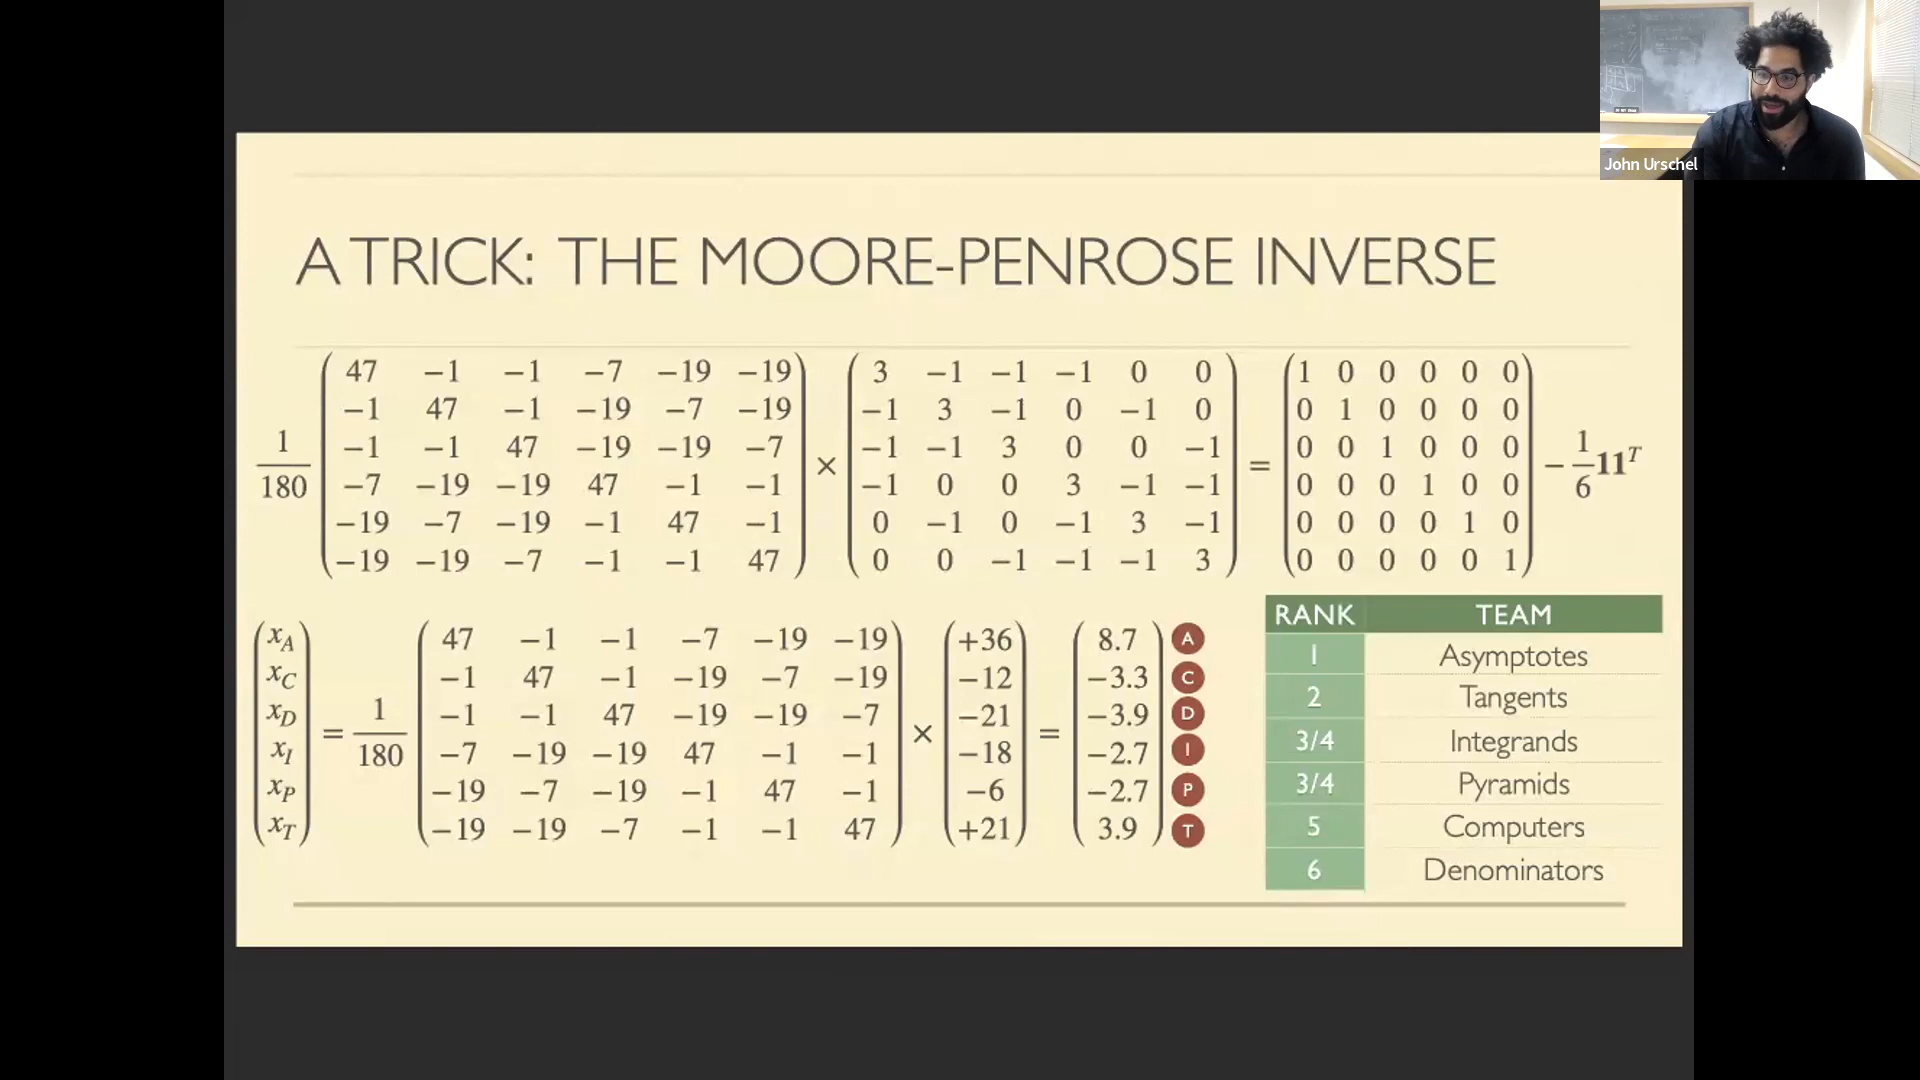 John Urschel
A TRICK: THE MOORE-PENROSE INVERSE
47 −1 −1 −7 −19 −19 3 −1 −1 −1 0 0 1 0 0 0 0 0
−1 47 −1 −19 −7 −19 −1 3 −1 0 −1 0 0 1 0 0 0 0
−1 −1 47 −19 −19 −7 −1 −1 3 0 0 −1 0 0 1 0 0 0
1/180 × = − 1/6 11^T
−7 −19 −19 47 −1 −1 −1 0 0 3 −1 −1 0 0 0 1 0 0
−19 −7 −19 −1 47 −1 0 −1 0 −1 3 −1 0 0 0 0 1 0
−19 −19 −7 −1 −1 47 0 0 −1 −1 −1 3 0 0 0 0 0 1
x_A 47 −1 −1 −7 −19 −19 +36 8.7 A
x_C −1 47 −1 −19 −7 −19 −12 −3.3 C
x_D −1 −1 47 −19 −19 −7 −21 −3.9 D
= 1/180 × =
x_I −7 −19 −19 47 −1 −1 −18 −2.7 I
x_P −19 −7 −19 −1 47 −1 −6 −2.7 P
x_T −19 −19 −7 −1 −1 47 +21 3.9 T
RANK TEAM
1 Asymptotes
2 Tangents
3/4 Integrands
3/4 Pyramids
5 Computers
6 Denominators